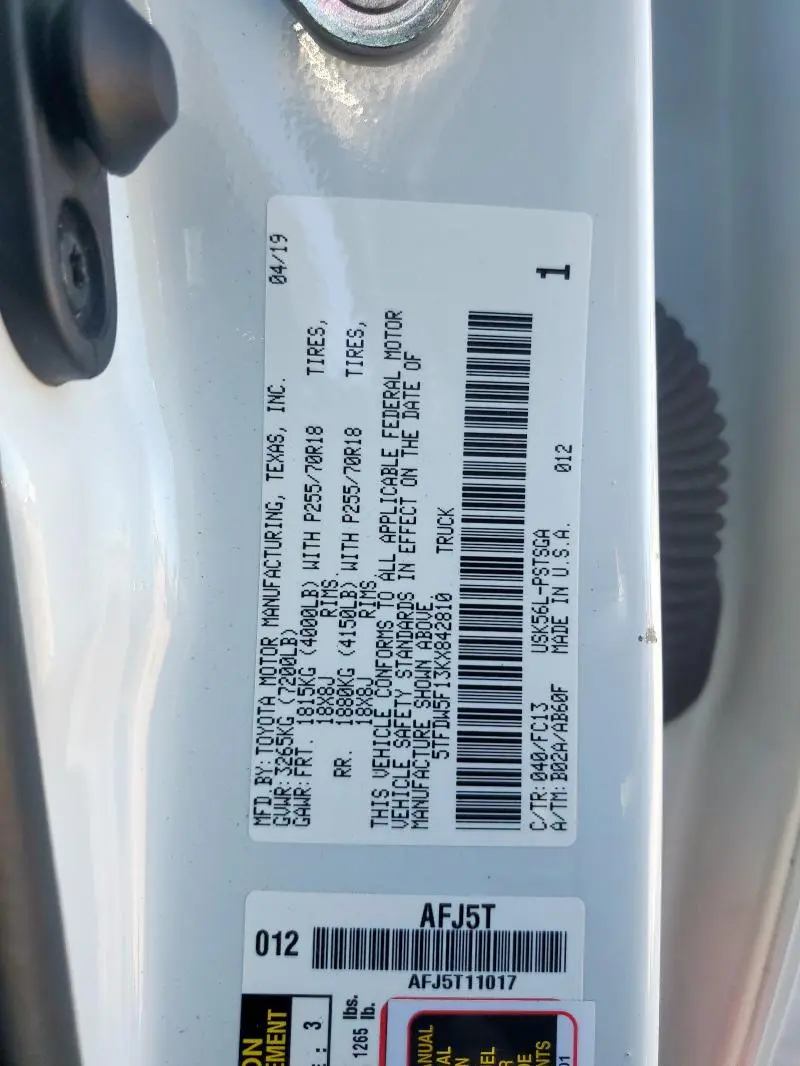 MFD. BY: TOYOTA MOTOR MANUFACTURING, TEXAS, INC. 04/19
GVWR: 3265KG (7200LB)
GAWR: FRT. 1815KG (4000LB) WITH P255/70R18 TIRES,
18X8J RIMS.
RR. 1880KG (4150LB) WITH P255/70R18 TIRES,
18X8J RIMS.
THIS VEHICLE CONFORMS TO ALL APPLICABLE FEDERAL MOTOR
VEHICLE SAFETY STANDARDS IN EFFECT ON THE DATE OF
MANUFACTURE SHOWN ABOVE.
5TFDW5F13KX842810 TRUCK
C/TR: 040/FC13 USK56L-PSTSGA
A/TM: B02A/AB60F MADE IN U.S.A. 012
1
012
AFJ5T
AFJ5T11017
: 3
1265 lbs.
lb.